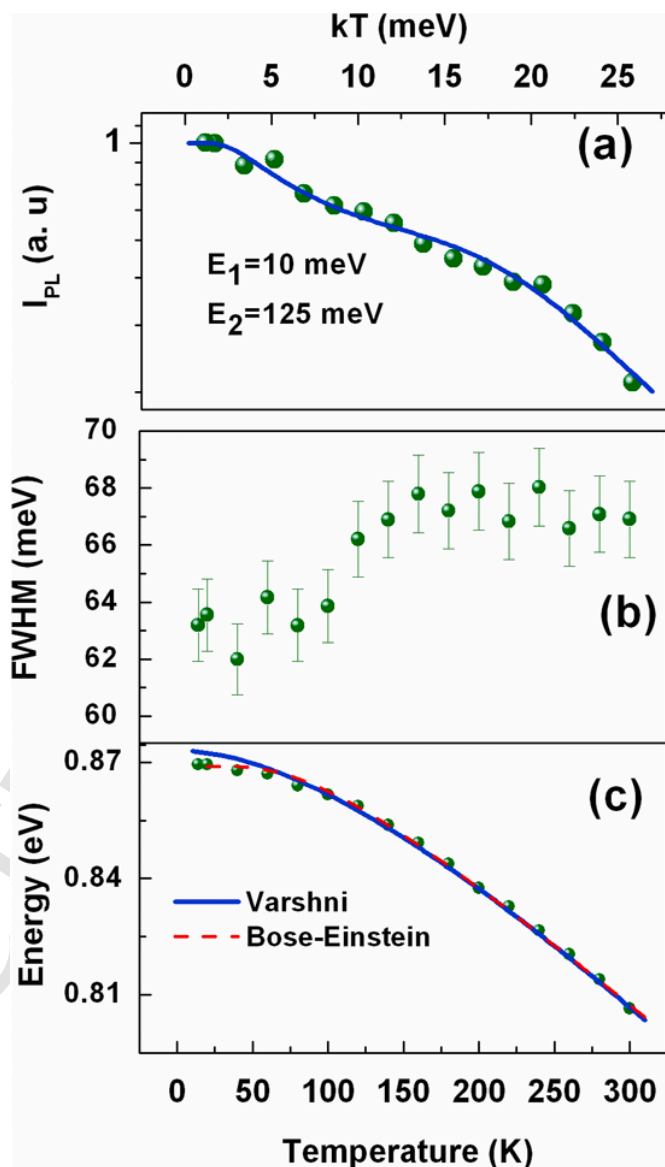 kT (meV)
0 5 10 15 20 25
(a)
1
I_PL (a. u)
E_1=10 meV
E_2=125 meV
70
68
66
64
62
60
FWHM (meV)
(b)
0.87
0.84
0.81
Energy (eV)
(c)
Varshni
Bose-Einstein
0 50 100 150 200 250 300
Temperature (K)